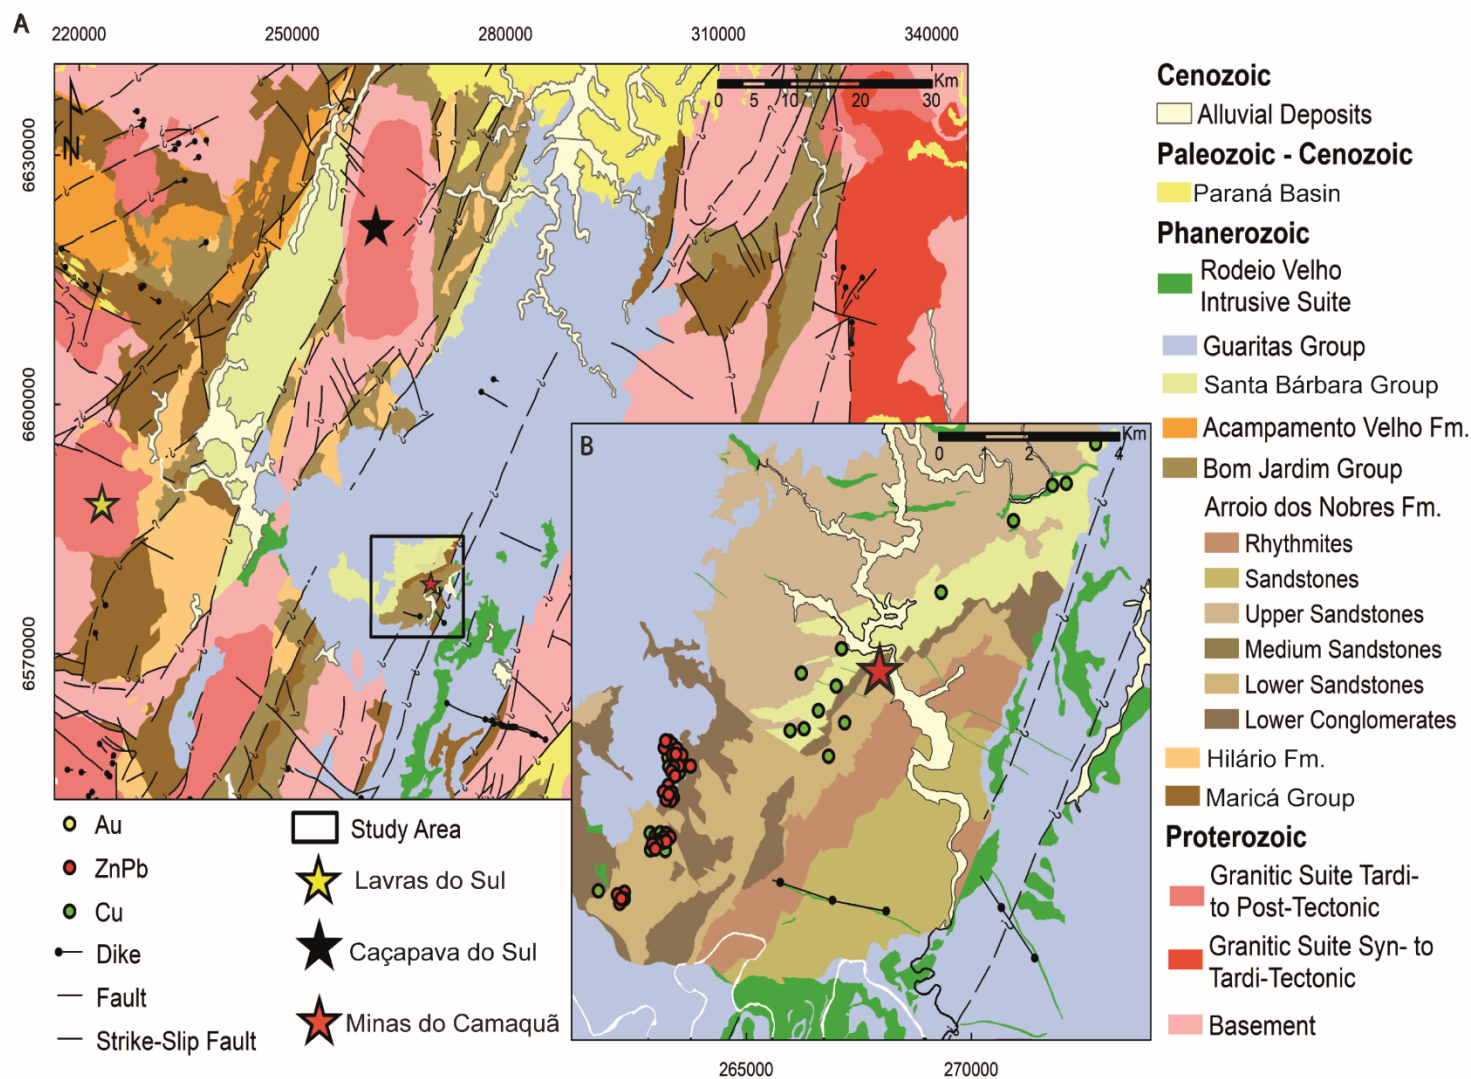 A
220000 250000 280000 310000 340000
Km
0 5 10 20 30
N
6630000
6600000
6570000
B
Km
0 1 2 4
265000 270000
Au
ZnPb
Cu
Dike
Fault
Strike-Slip Fault
Study Area
Lavras do Sul
Caçapava do Sul
Minas do Camaquã
Cenozoic
Alluvial Deposits
Paleozoic - Cenozoic
Paraná Basin
Phanerozoic
Rodeio Velho
Intrusive Suite
Guaritas Group
Santa Bárbara Group
Acampamento Velho Fm.
Bom Jardim Group
Arroio dos Nobres Fm.
Rhythmites
Sandstones
Upper Sandstones
Medium Sandstones
Lower Sandstones
Lower Conglomerates
Hilário Fm.
Maricá Group
Proterozoic
Granitic Suite Tardi-
to Post-Tectonic
Granitic Suite Syn- to
Tardi-Tectonic
Basement